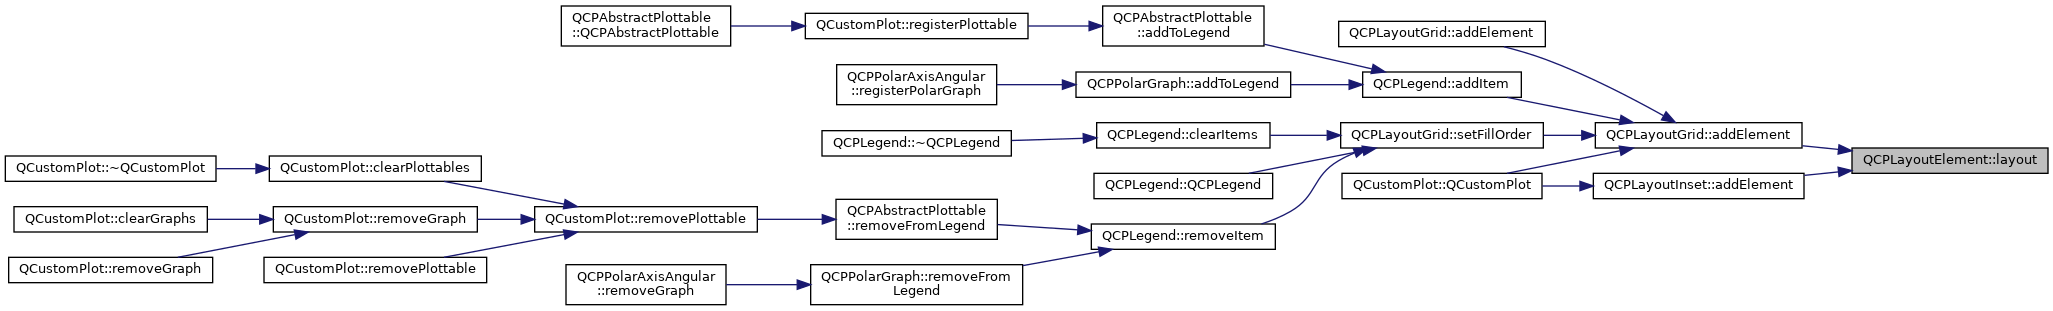 QCPAbstractPlottable
::QCPAbstractPlottable
QCustomPlot::registerPlottable
QCPAbstractPlottable
::addToLegend
QCPLayoutGrid::addElement
QCPPolarAxisAngular
::registerPolarGraph
QCPPolarGraph::addToLegend
QCPLegend::addItem
QCPLegend::~QCPLegend
QCPLegend::clearItems
QCPLayoutGrid::setFillOrder
QCPLayoutGrid::addElement
QCPLayoutElement::layout
QCustomPlot::~QCustomPlot
QCustomPlot::clearPlottables
QCPLegend::QCPLegend
QCustomPlot::QCustomPlot
QCPLayoutInset::addElement
QCustomPlot::clearGraphs
QCustomPlot::removeGraph
QCustomPlot::removePlottable
QCPAbstractPlottable
::removeFromLegend
QCPLegend::removeItem
QCustomPlot::removeGraph
QCustomPlot::removePlottable
QCPPolarAxisAngular
::removeGraph
QCPPolarGraph::removeFrom
Legend